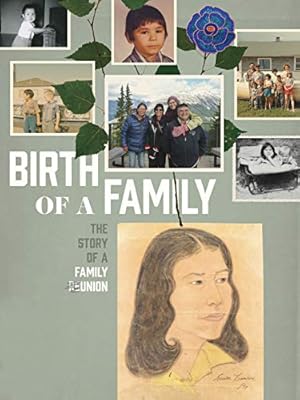 BIRTH
OF A FAMILY
THE
STORY
OF A
FAMILY
REUNION